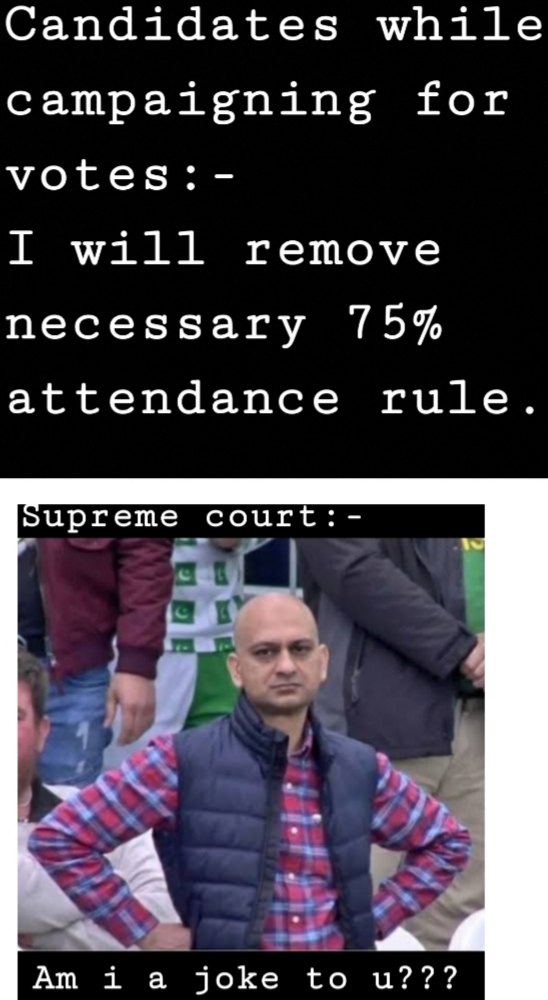 Candidates while
campaigning for
votes:-
I will remove
necessary 75%
attendance rule.
Supreme court:-
Am i a joke to u???